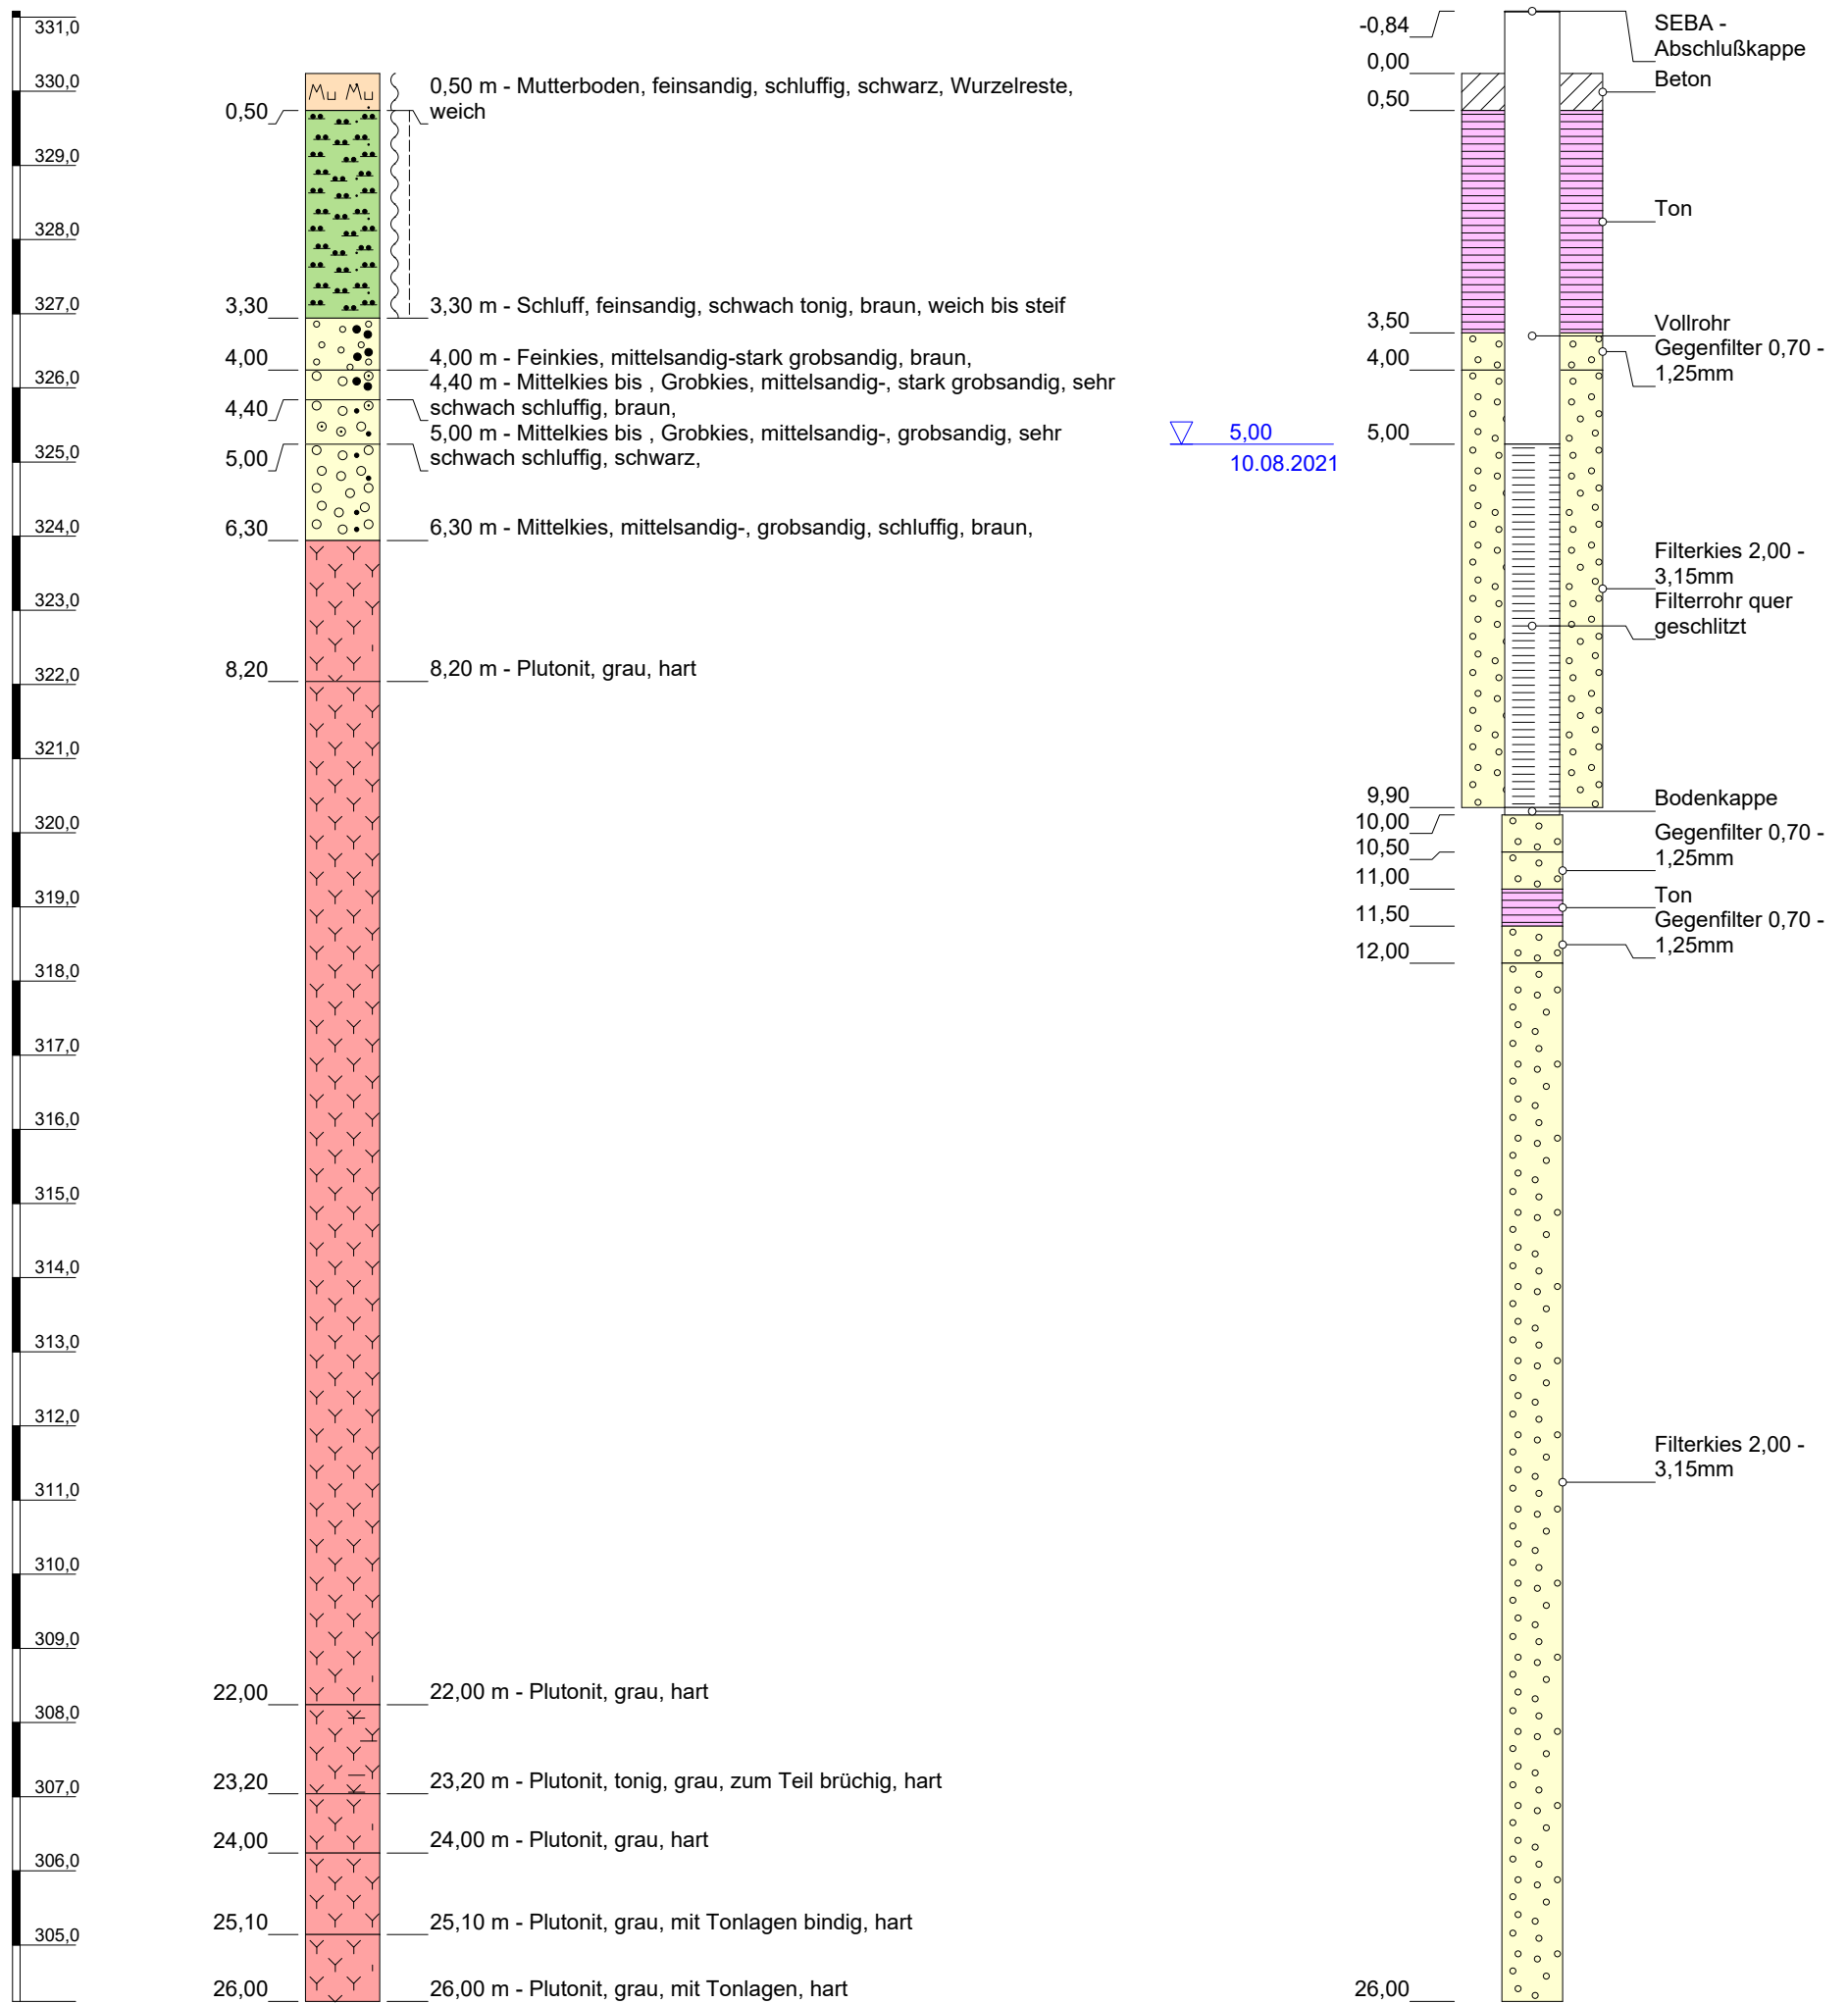 331,0
330,0
329,0
328,0
327,0
326,0
325,0
324,0
323,0
322,0
321,0
320,0
319,0
318,0
317,0
316,0
315,0
314,0
313,0
312,0
311,0
310,0
309,0
308,0
307,0
306,0
305,0
0,50
3,30
4,00
4,40
5,00
6,30
8,20
22,00
23,20
24,00
25,10
26,00
0,50 m - Mutterboden, feinsandig, schluffig, schwarz, Wurzelreste,
weich
3,30 m - Schluff, feinsandig, schwach tonig, braun, weich bis steif
4,00 m - Feinkies, mittelsandig-stark grobsandig, braun,
4,40 m - Mittelkies bis , Grobkies, mittelsandig-, stark grobsandig, sehr
schwach schluffig, braun,
5,00 m - Mittelkies bis , Grobkies, mittelsandig-, grobsandig, sehr
schwach schluffig, schwarz,
6,30 m - Mittelkies, mittelsandig-, grobsandig, schluffig, braun,
8,20 m - Plutonit, grau, hart
22,00 m - Plutonit, grau, hart
23,20 m - Plutonit, tonig, grau, zum Teil brüchig, hart
24,00 m - Plutonit, grau, hart
25,10 m - Plutonit, grau, mit Tonlagen bindig, hart
26,00 m - Plutonit, grau, mit Tonlagen, hart
5,00
10.08.2021
-0,84
0,00
0,50
3,50
4,00
5,00
9,90
10,00
10,50
11,00
11,50
12,00
26,00
SEBA -
Abschlußkappe
Beton
Ton
Vollrohr
Gegenfilter 0,70 -
1,25mm
Filterkies 2,00 -
3,15mm
Filterrohr quer
geschlitzt
Bodenkappe
Gegenfilter 0,70 -
1,25mm
Ton
Gegenfilter 0,70 -
1,25mm
Filterkies 2,00 -
3,15mm